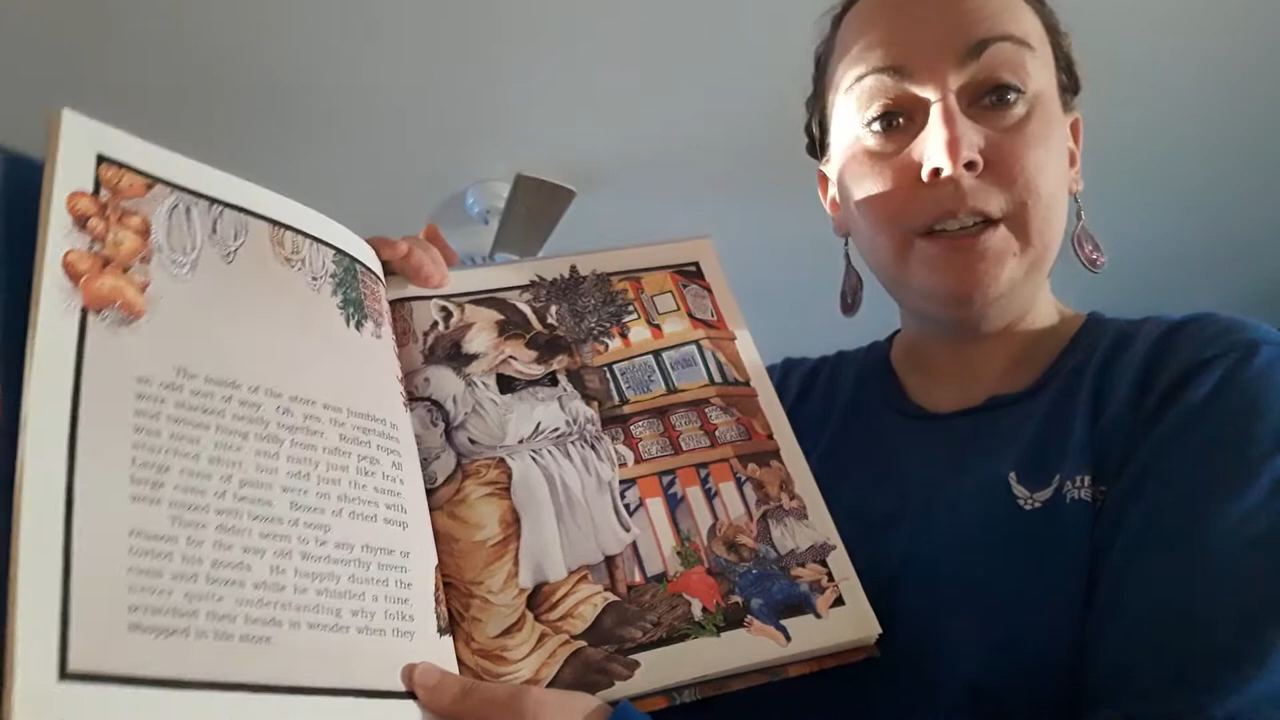 The inside of the store was jumbled in
an odd sort of way. Oh, yes, the vegetables
were stacked neatly together. Rolled ropes
and twines hung tidily from rafter pegs. All
was neat, nice, and natty just like Ira's
starched shirt, but odd just the same.
Large cans of paint were on shelves with
large cans of beans. Boxes of dried soup
were mixed with boxes of soap.
There didn't seem to be any rhyme or
reason for the way old Wordworthy inven-
toried his goods. He happily dusted the
cans and boxes while he whistled a tune,
never quite understanding why folks
scratched their heads in wonder when they
shopped in his store.
BEANS
BEANS
AIR